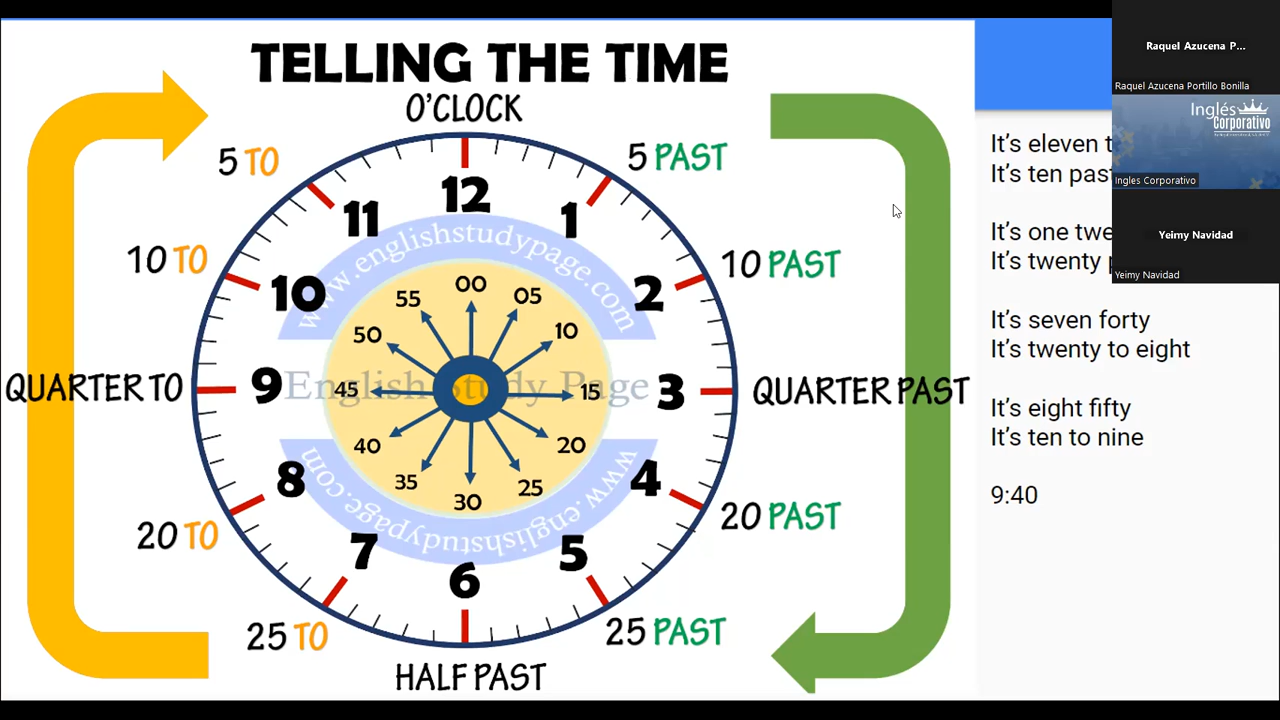 TELLING THE TIME
O'CLOCK
5 TO
5 PAST
10 TO
10 PAST
QUARTER TO
QUARTER PAST
20 TO
20 PAST
25 TO
25 PAST
HALF PAST
12
1
2
3
4
5
6
7
8
9
10
11
00
05
10
15
20
25
30
35
40
45
50
55
www.englishstudypage.com
English Study Page
www.englishstudypage.com
It's eleven
It's ten past
It's one
It's twenty
It's seven forty
It's twenty to eight
It's eight fifty
It's ten to nine
9:40
Raquel Azucena P...
Raquel Azucena Portillo Bonilla
Inglés
Corporativo
Ingles Corporativo
Yeimy Navidad
Yeimy Navidad